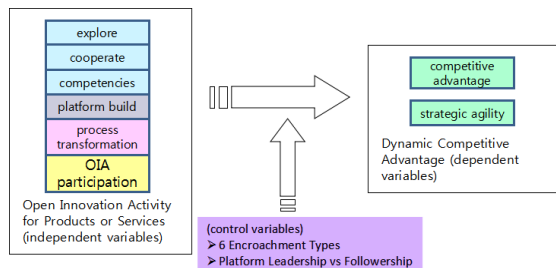 explore
cooperate
competencies
platform build
process
transformation
OIA
participation
Open Innovation Activity
for Products or Services
(independent variables)
competitive
advantage
strategic agility
Dynamic Competitive
Advantage (dependent
variables)
(control variables)
➢ 6 Encroachment Types
➢ Platform Leadership vs Followership